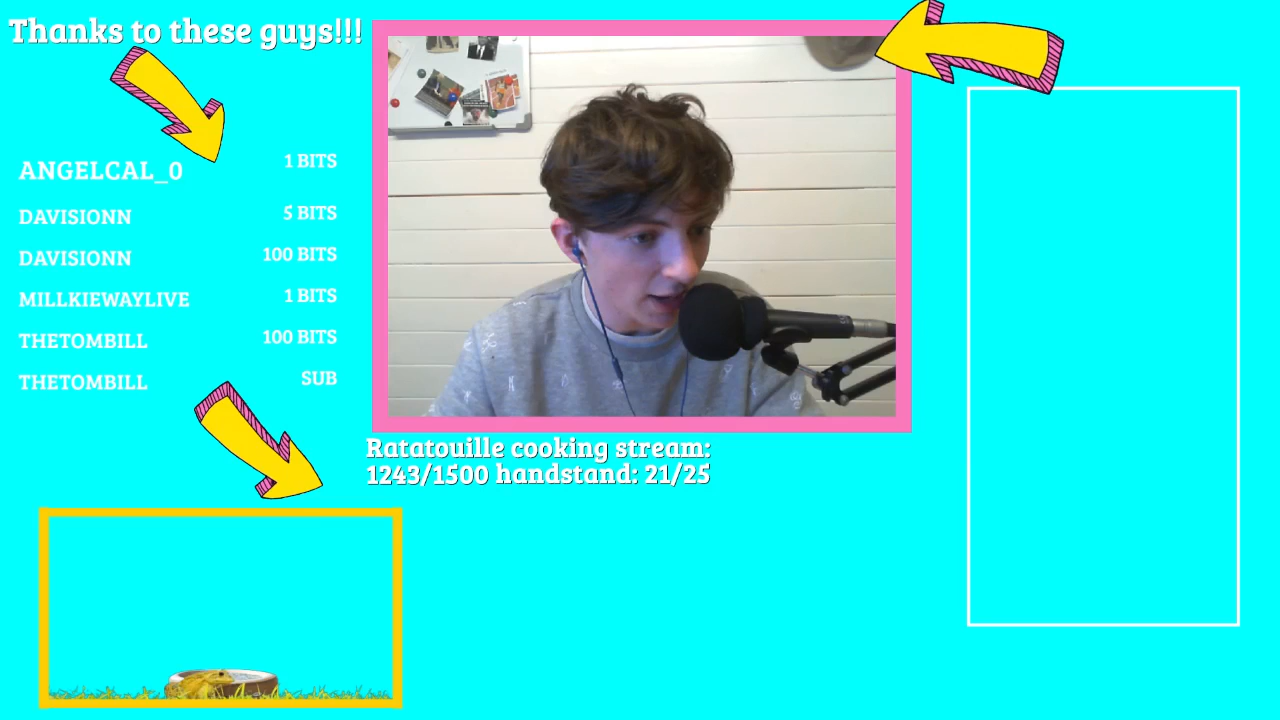 Thanks to these guys!!!
ANGELCAL_0 1 BITS
DAVISIONN 5 BITS
DAVISIONN 100 BITS
MILLKIEWAYLIVE 1 BITS
THETOMBILL 100 BITS
THETOMBILL SUB
Ratatouille cooking stream:
1243/1500 handstand: 21/25